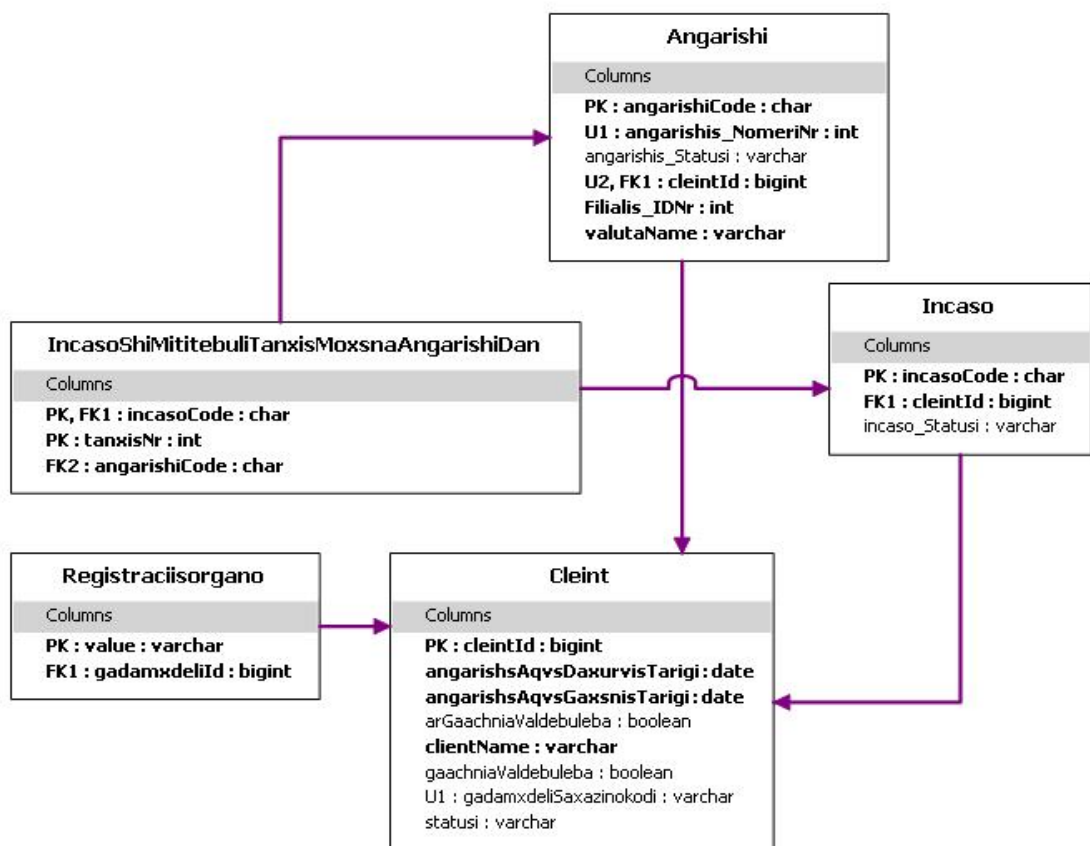 Angarishi
Columns
PK : angarishiCode : char
U1 : angarishis_NomeriNr : int
angarishis_Statusi : varchar
U2, FK1 : cleintId : bigint
Filialis_IDNr : int
valutaName : varchar
Incaso
Columns
PK : incasoCode : char
FK1 : cleintId : bigint
incaso_Statusi : varchar
IncasoShiMititebuliTanxisMoxsnaAngarishiDan
Columns
PK, FK1 : incasoCode : char
PK : tanxisNr : int
FK2 : angarishiCode : char
Registraciisorgano
Columns
PK : value : varchar
FK1 : gadamxdeliId : bigint
Cleint
Columns
PK : cleintId : bigint
angarishsAqvsDaxurvisTarigi : date
angarishsAqvsGaxsnisTarigi : date
arGaachniaValdebuleba : boolean
clientName : varchar
gaachniaValdebuleba : boolean
U1 : gadamxdeliSaxazinokodi : varchar
statusi : varchar